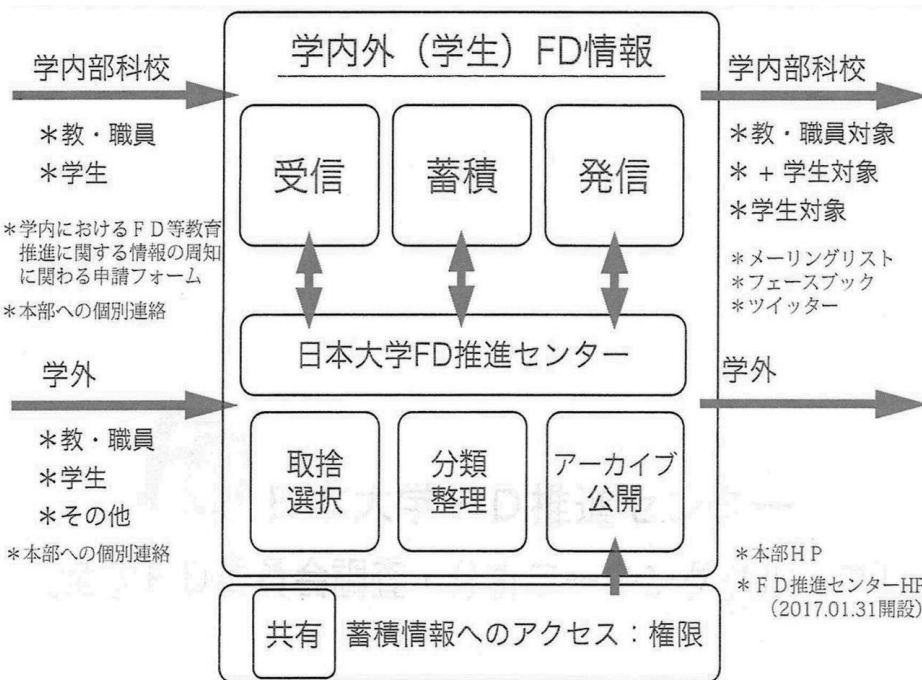 学内外（学生）FD情報
学内部科校
＊教・職員
＊学生
＊学内におけるＦＤ等教育
推進に関する情報の周知
に関わる申請フォーム
＊本部への個別連絡
学外
＊教・職員
＊学生
＊その他
＊本部への個別連絡
受信
蓄積
発信
日本大学FD推進センター
取捨
選択
分類
整理
アーカイブ
公開
共有
蓄積情報へのアクセス：権限
学内部科校
＊教・職員対象
＊ + 学生対象
＊学生対象
＊メーリングリスト
＊フェースブック
＊ツイッター
学外
＊本部ＨＰ
＊ＦＤ推進センターHP
（2017.01.31開設）